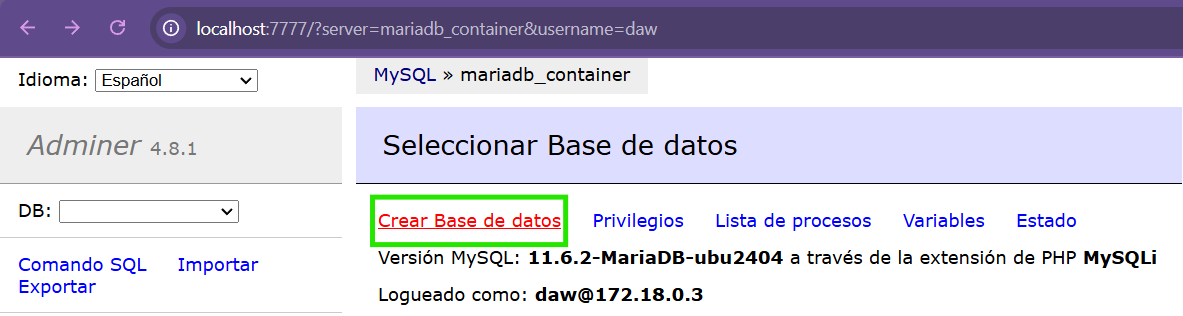 localhost:7777/?server=mariadb_container&username=daw
Idioma: Español
MySQL » mariadb_container
Adminer 4.8.1
Seleccionar Base de datos
DB:
Crear Base de datos Privilegios Lista de procesos Variables Estado
Comando SQL Importar
Exportar
Versión MySQL: 11.6.2-MariaDB-ubu2404 a través de la extensión de PHP MySQLi
Logueado como: daw@172.18.0.3